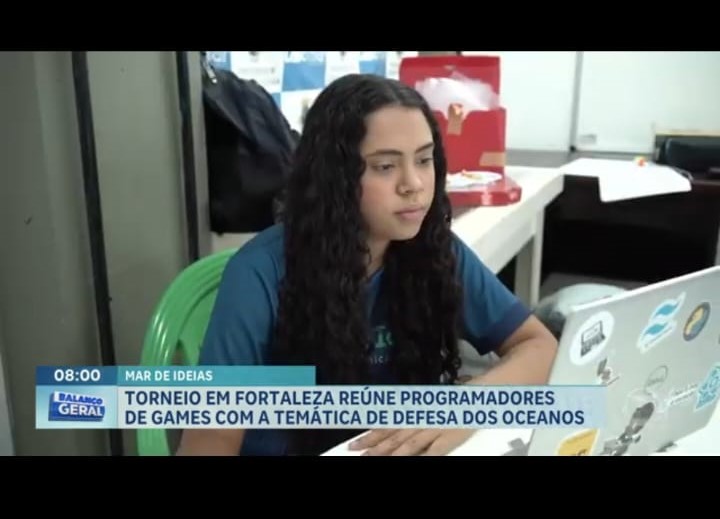 08:00
MAR DE IDEIAS
BALANÇO
GERAL
TORNEIO EM FORTALEZA REÚNE PROGRAMADORES
DE GAMES COM A TEMÁTICA DE DEFESA DOS OCEANOS